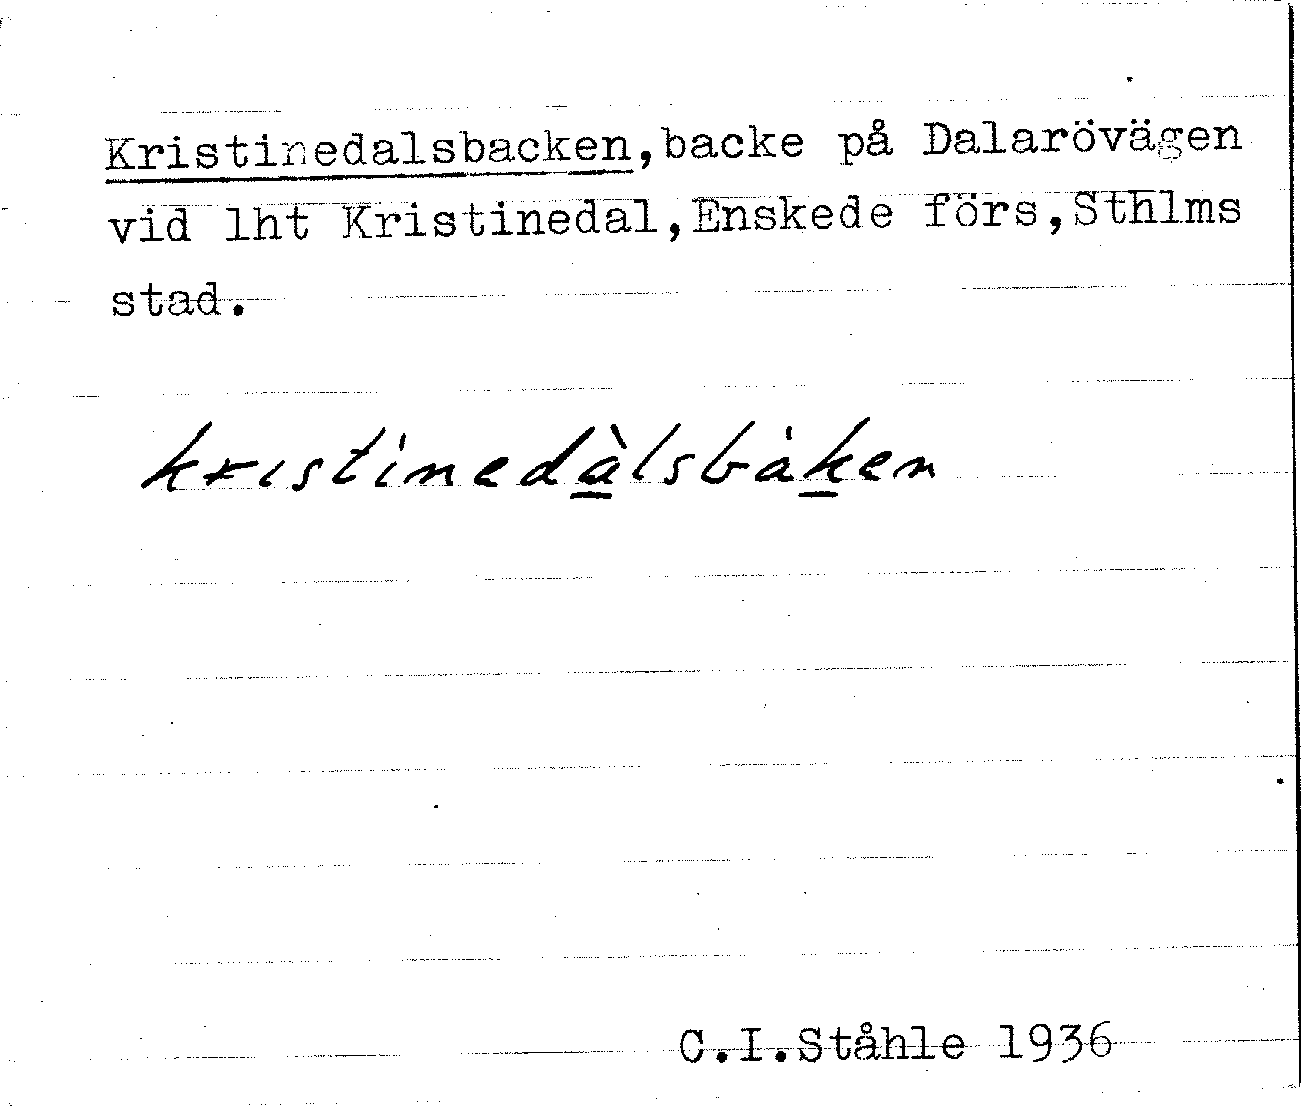 Kristinedalsbacken, backe på Dalarövägen
vid lht Kristinedal, Enskede förs, Sthlms
stad.
kristinedàlsbàken
C.I.Ståhle 1936